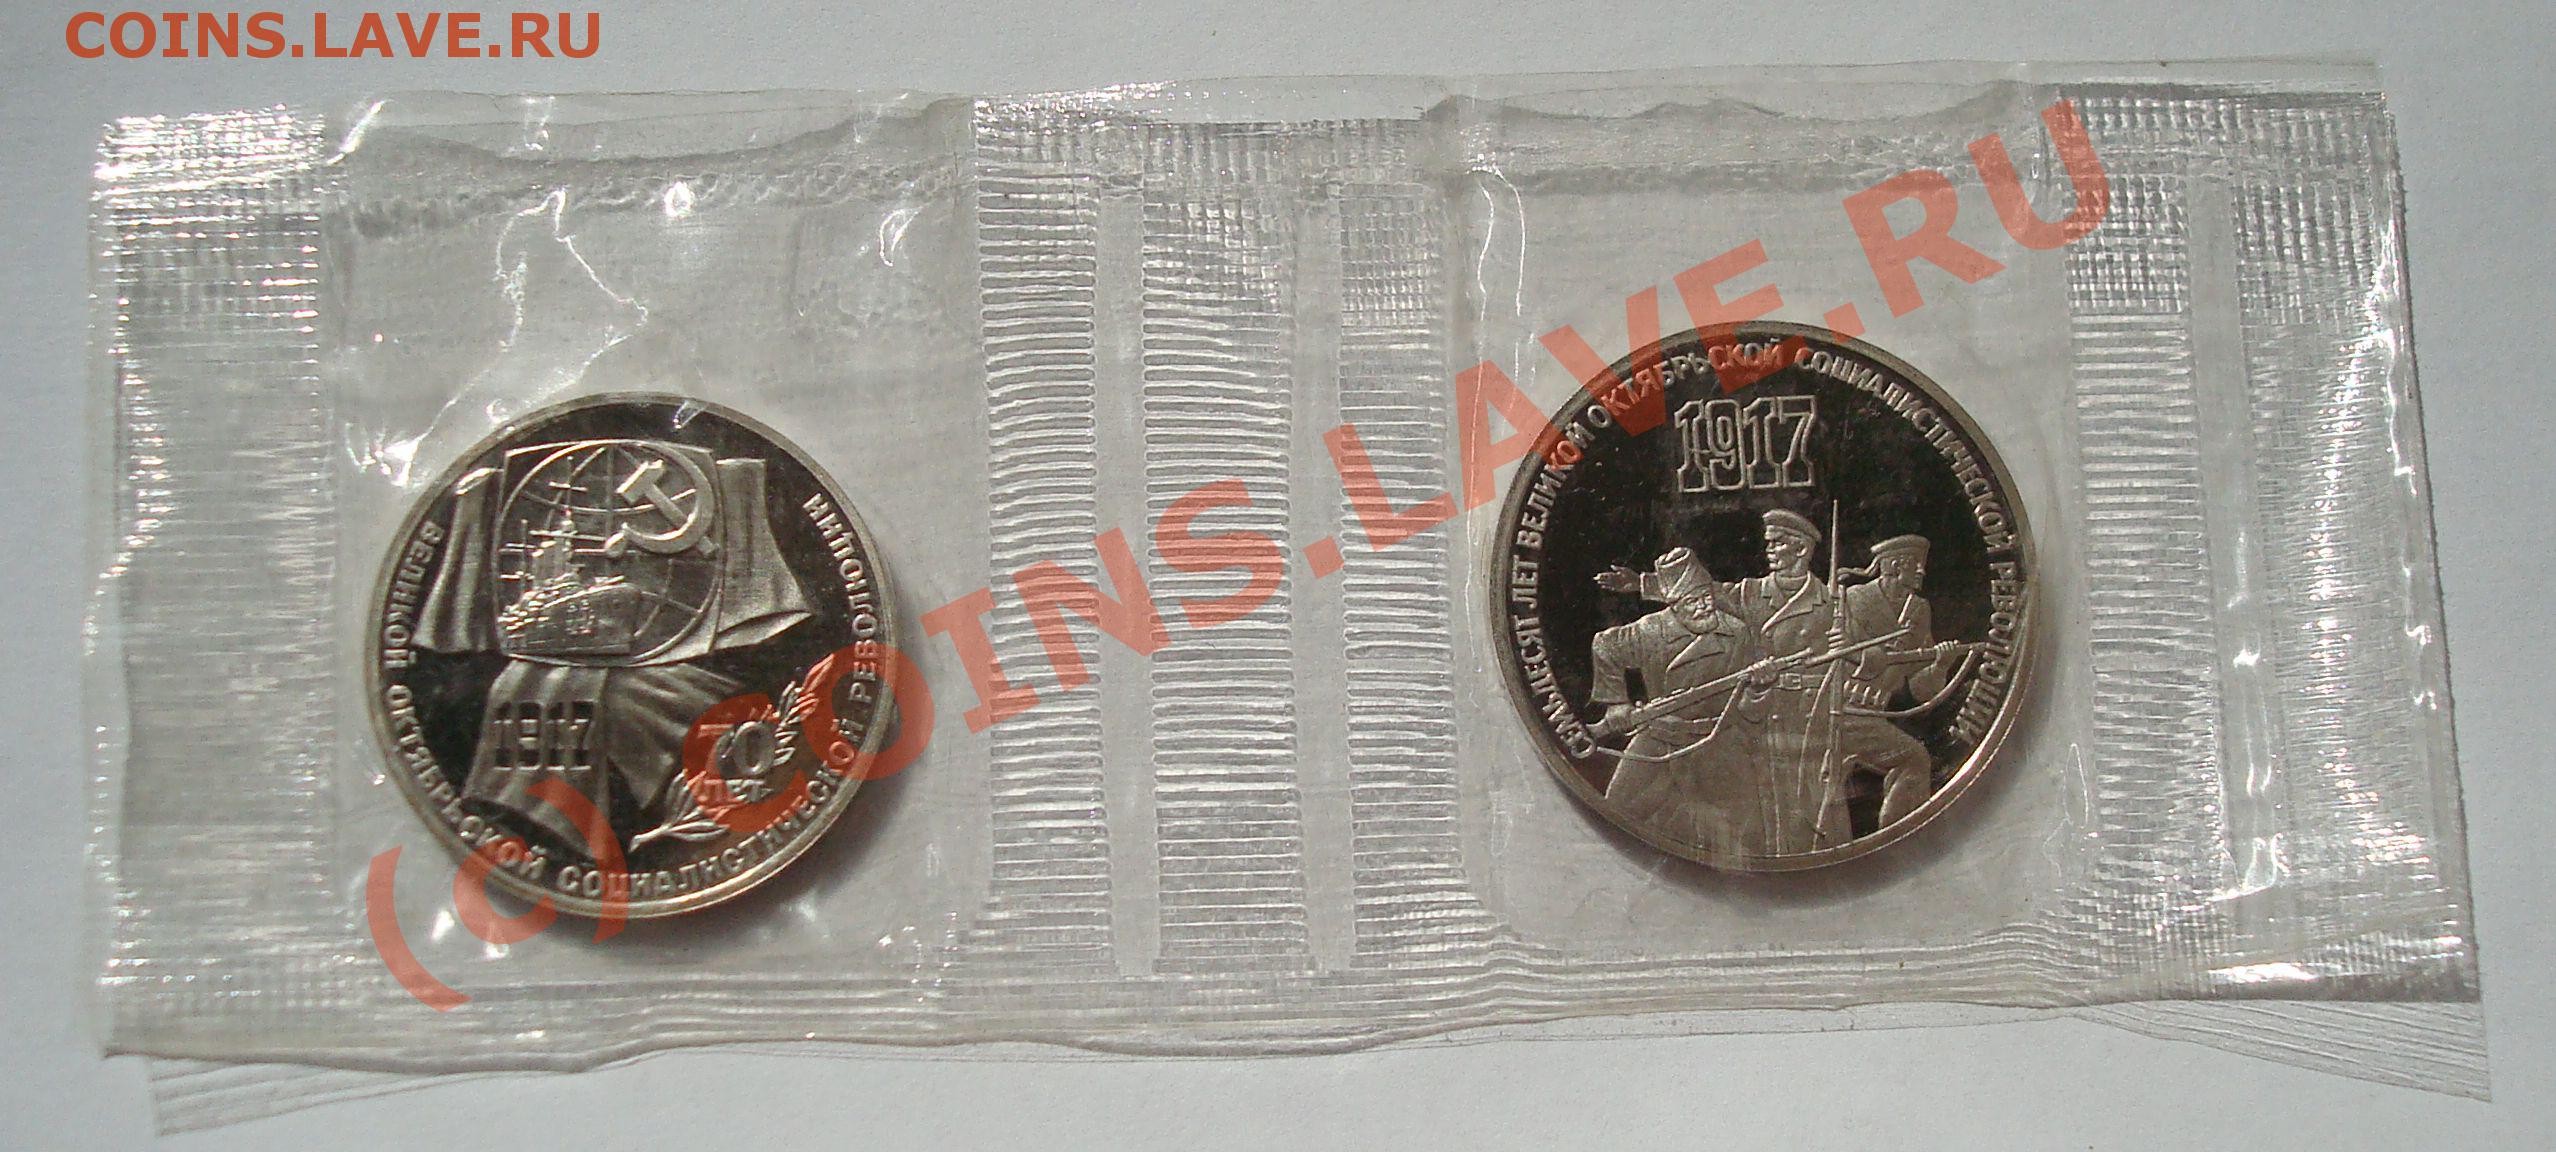 COINS.LAVE.RU
(c) COINS.LAVE.RU
ВЕЛИКОЙ ОКТЯБРЬСКОЙ СОЦИАЛИСТИЧЕСКОЙ РЕВОЛЮЦИИ
1917
70
ЛЕТ
СЕМЬДЕСЯТ ЛЕТ ВЕЛИКОЙ ОКТЯБРЬСКОЙ СОЦИАЛИСТИЧЕСКОЙ РЕВОЛЮЦИИ
1917